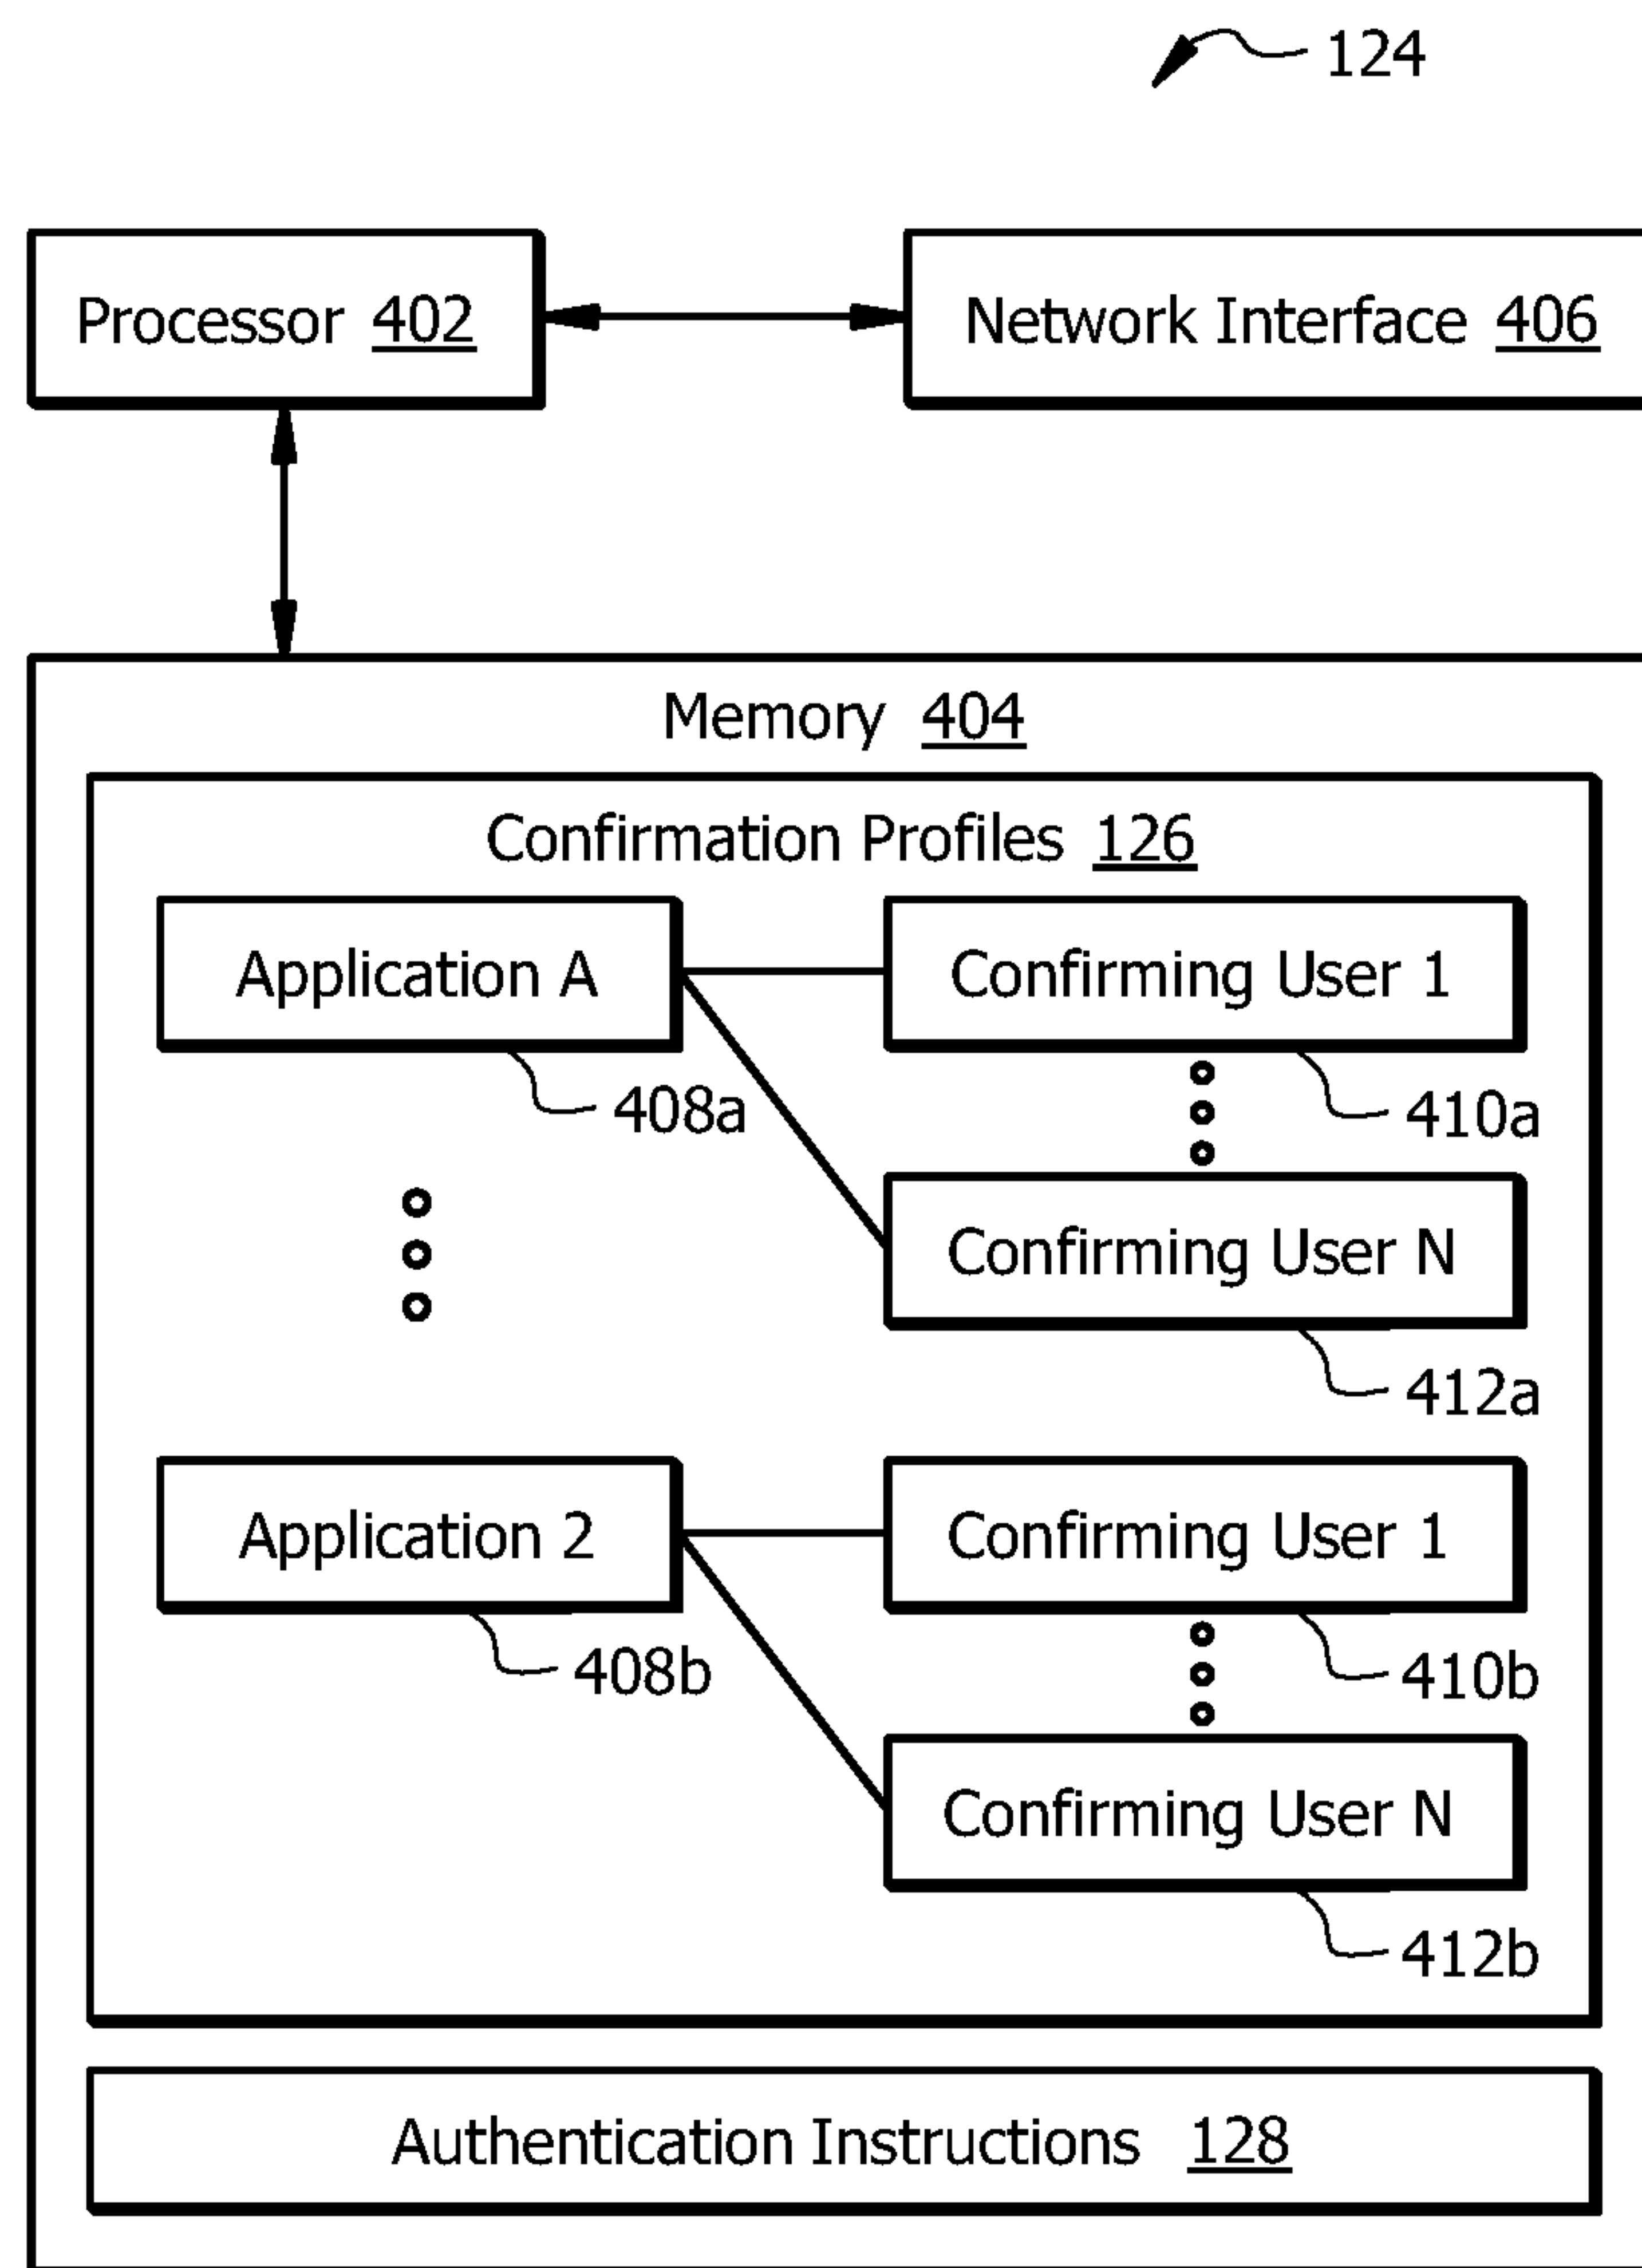 124
Processor 402
Network Interface 406
Memory 404
Confirmation Profiles 126
Application A
Confirming User 1
408a
410a
Confirming User N
412a
Application 2
Confirming User 1
408b
410b
Confirming User N
412b
Authentication Instructions 128